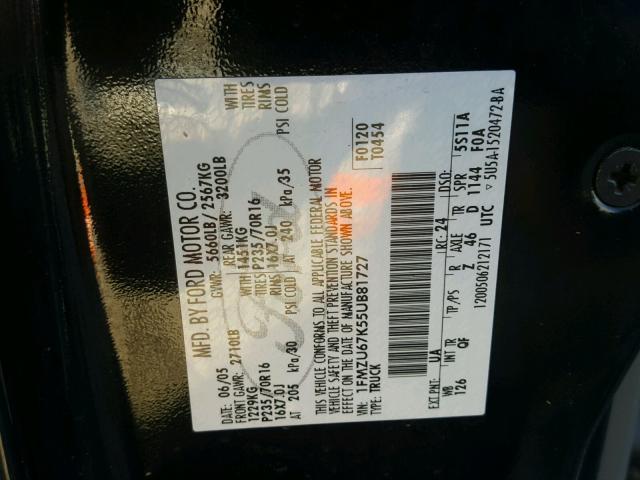 MFD. BY FORD MOTOR CO.
DATE: 06/05 GVWR: 5660LB / 2567KG
FRONT GAWR: 2710LB REAR GAWR: 3200LB
1229KG WITH 1451KG WITH
P235/70R16 TIRES P235/70R16 TIRES
16X7.0J RIMS 16X7.0J RIMS
AT 205 kPa/30 PSI COLD AT 240 kPa/35 PSI COLD
THIS VEHICLE CONFORMS TO ALL APPLICABLE FEDERAL MOTOR
VEHICLE SAFETY AND THEFT PREVENTION STANDARDS IN
EFFECT ON THE DATE OF MANUFACTURE SHOWN ABOVE.
VIN: 1FMZU67K55UB81727 F0120
TYPE: TRUCK T0454
EXT PNT: UA RC: 24 DSO:
WB INT TR TP/PS R AXLE TR SPR 5S11A
126 QF Z 46 D 1144 F0A
1200506212171 UTC ▽ 5U5A-1520472-BA
Ford